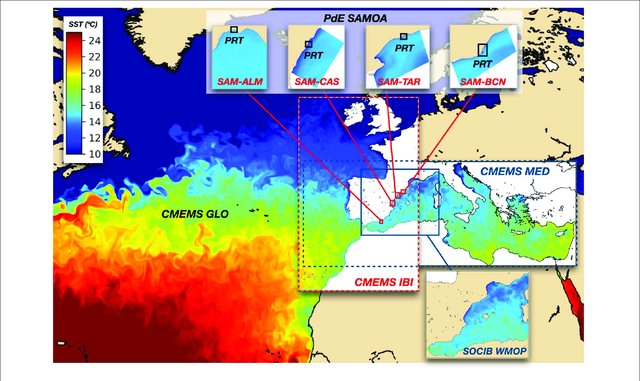 PdE SAMOA
SST (ºC)
24
22
20
18
16
14
12
10
PRT
SAM-ALM
PRT
SAM-CAS
PRT
SAM-TAR
PRT
SAM-BCN
CMEMS MED
CMEMS GLO
CMEMS IBI
SOCIB WMOP